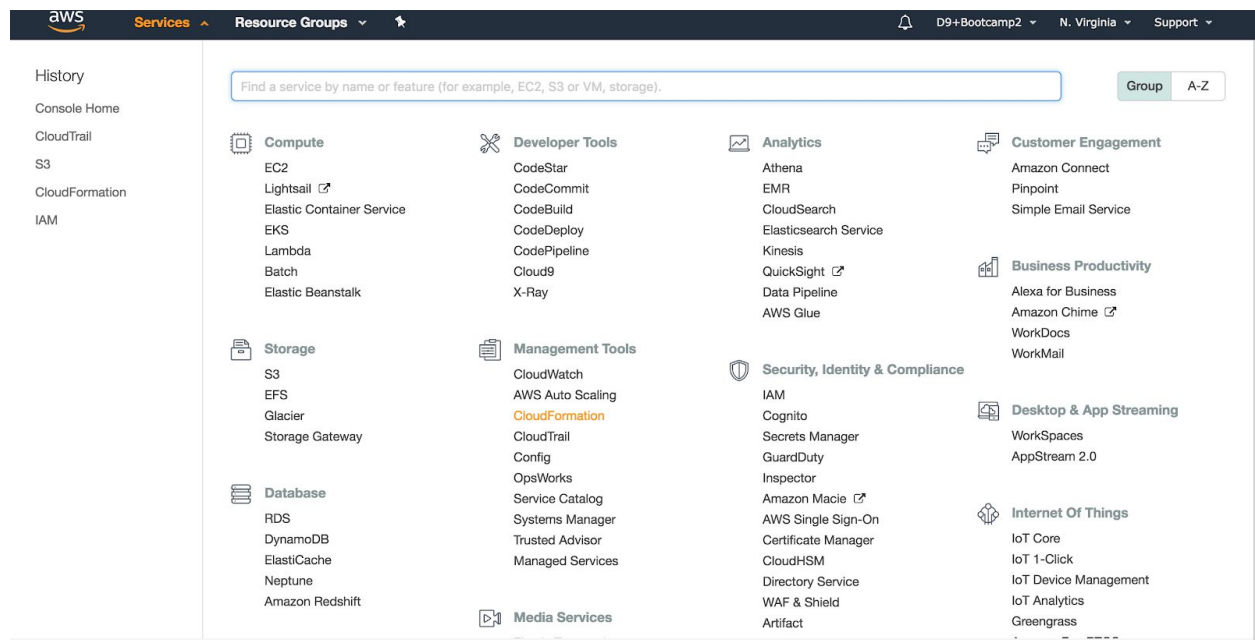 aws
Services
Resource Groups
D9+Bootcamp2
N. Virginia
Support
History
Console Home
CloudTrail
S3
CloudFormation
IAM
Find a service by name or feature (for example, EC2, S3 or VM, storage).
Group
A-Z
Compute
EC2
Lightsail
Elastic Container Service
EKS
Lambda
Batch
Elastic Beanstalk
Storage
S3
EFS
Glacier
Storage Gateway
Database
RDS
DynamoDB
ElastiCache
Neptune
Amazon Redshift
Developer Tools
CodeStar
CodeCommit
CodeBuild
CodeDeploy
CodePipeline
Cloud9
X-Ray
Management Tools
CloudWatch
AWS Auto Scaling
CloudFormation
CloudTrail
Config
OpsWorks
Service Catalog
Systems Manager
Trusted Advisor
Managed Services
Media Services
Analytics
Athena
EMR
CloudSearch
Elasticsearch Service
Kinesis
QuickSight
Data Pipeline
AWS Glue
Security, Identity & Compliance
IAM
Cognito
Secrets Manager
GuardDuty
Inspector
Amazon Macie
AWS Single Sign-On
Certificate Manager
CloudHSM
Directory Service
WAF & Shield
Artifact
Customer Engagement
Amazon Connect
Pinpoint
Simple Email Service
Business Productivity
Alexa for Business
Amazon Chime
WorkDocs
WorkMail
Desktop & App Streaming
WorkSpaces
AppStream 2.0
Internet Of Things
IoT Core
IoT 1-Click
IoT Device Management
IoT Analytics
Greengrass